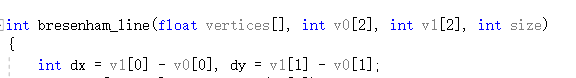 int bresenham_line(float vertices[], int v0[2], int v1[2], int size)
{
int dx = v1[0] - v0[0], dy = v1[1] - v0[1];